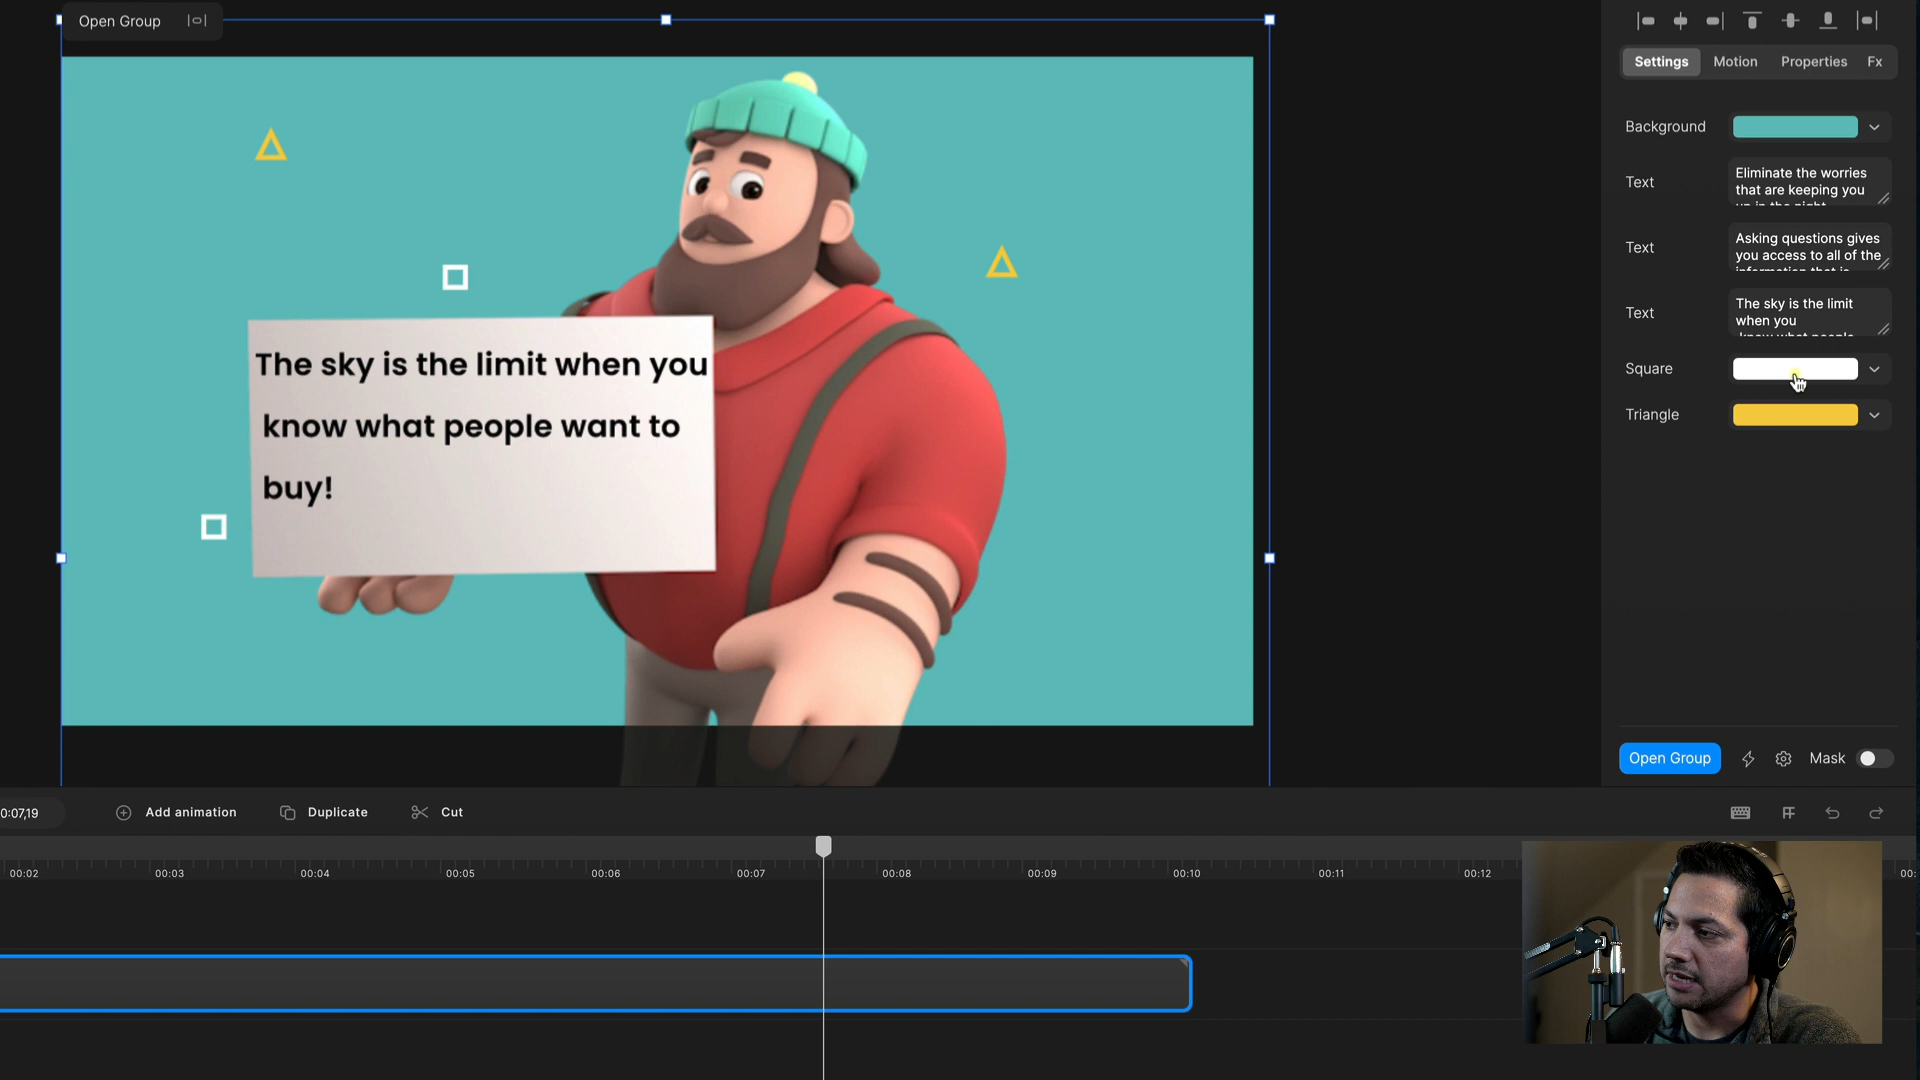 Open Group
Settings Motion Properties Fx
Background
Text
Eliminate the worries
that are keeping you
up in the night
Text
Asking questions gives
you access to all of the
information that is
Text
The sky is the limit
when you
know what people
Square
Triangle
The sky is the limit when you
know what people want to
buy!
Open Group Mask
0:07,19 Add animation Duplicate Cut
00:02 00:03 00:04 00:05 00:06 00:07 00:08 00:09 00:10 00:11 00:12 00: